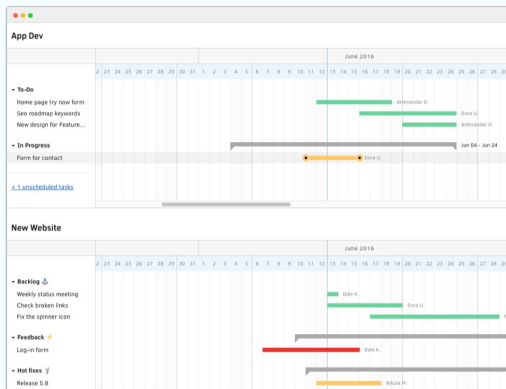 App Dev
June 2016
2 23 24 25 26 27 28 29 30 31 1 2 3 4 5 6 7 8 9 10 11 12 13 14 15 16 17 18 19 20 21 22 23 24 25 26 27 28 29
To-Do
Home page try now form Aleksandar D.
Seo roadmap keywords Dora U.
New design for Feature... Aleksandar D.
In Progress Jun 04 - Jun 24
Form for contact Dora U.
+ 1 unscheduled tasks
New Website
June 2016
2 23 24 25 26 27 28 29 30 31 1 2 3 4 5 6 7 8 9 10 11 12 13 14 15 16 17 18 19 20 21 22 23 24 25 26 27 28 29
Backlog
Weekly status meeting Dale K.
Check broken links Dora U.
Fix the spinner icon
Feedback
Log-in form Dale K.
Hot fixes
Release 5.8 Nikola M.